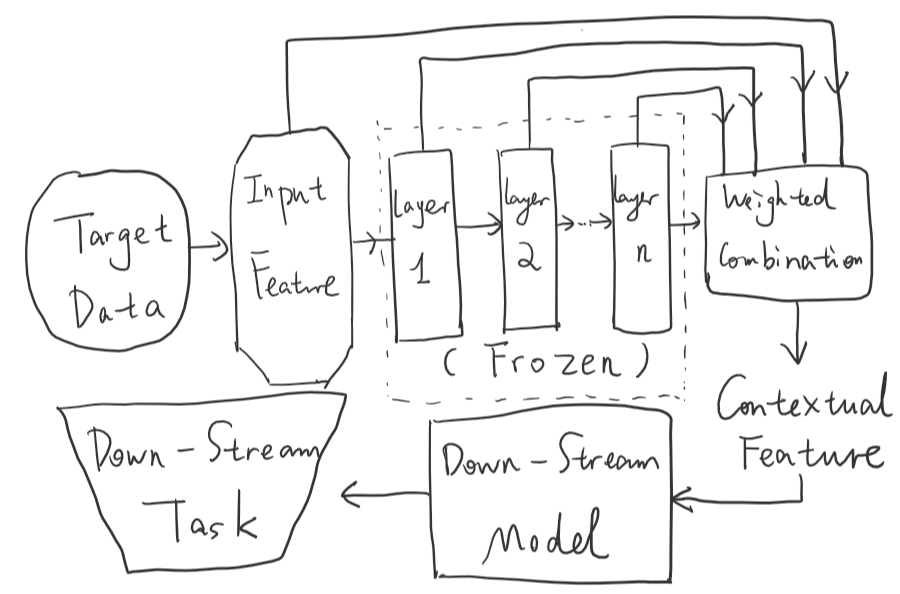 Target
Data
Input
Feature
Layer
1
Layer
2
Layer
n
(Frozen)
Weighted
Combination
Contextual
Feature
Down-Stream
Model
Down-Stream
Task